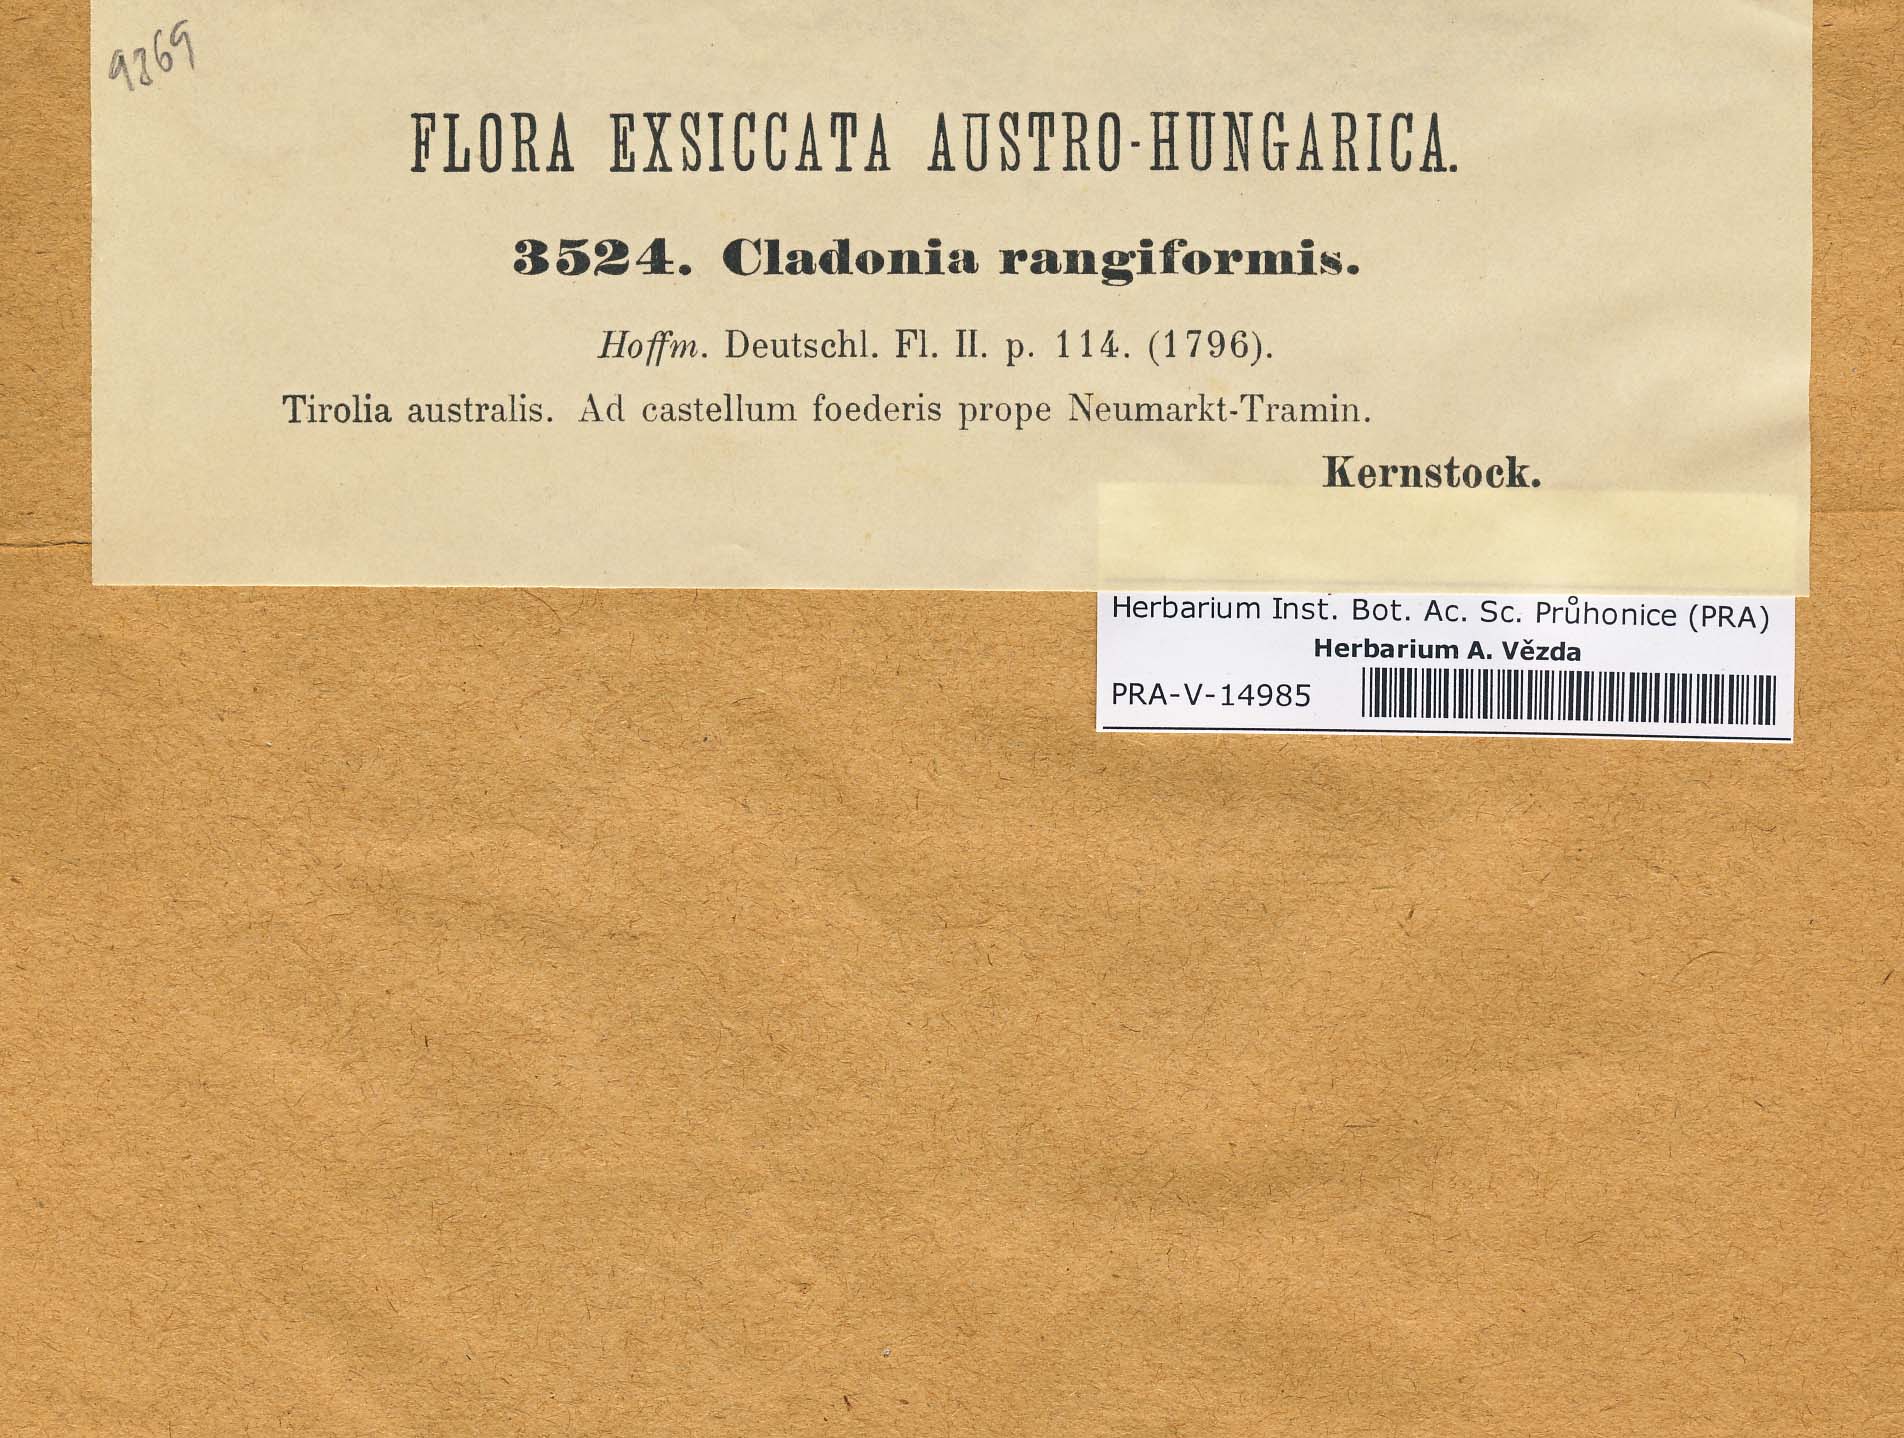 9369
FLORA EXSICCATA AUSTRO-HUNGARICA.
3524. Cladonia rangiformis.
Hoffm. Deutschl. Fl. II. p. 114. (1796).
Tirolia australis. Ad castellum foederis prope Neumarkt-Tramin.
Kernstock.
Herbarium Inst. Bot. Ac. Sc. Průhonice (PRA)
Herbarium A. Vězda
PRA-V-14985